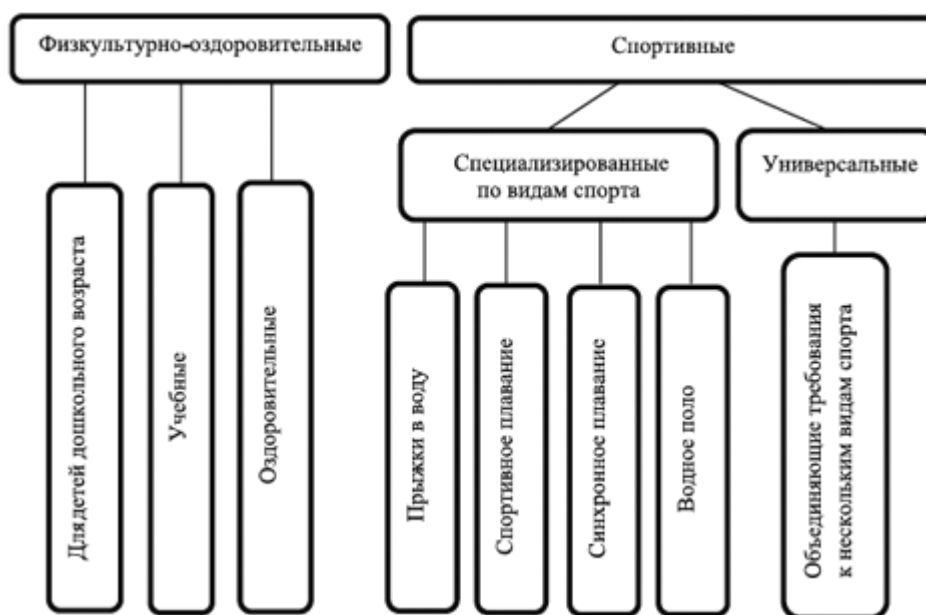 Физкультурно-оздоровительные
Спортивные
Специализированные
по видам спорта
Универсальные
Для детей дошкольного возраста
Учебные
Оздоровительные
Прыжки в воду
Спортивное плавание
Синхронное плавание
Водное поло
Объединяющие требования
к нескольким видам спорта